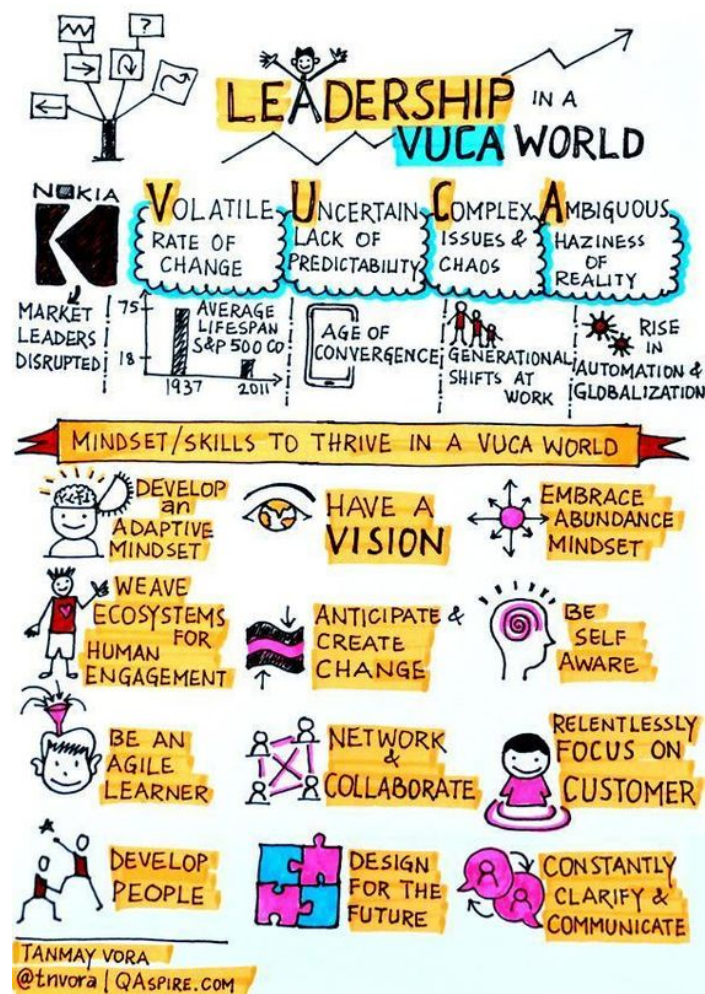 ?
LEADERSHIP IN A
VUCA WORLD
NOKIA
K
VOLATILE
RATE OF
CHANGE
UNCERTAIN
LACK OF
PREDICTABILITY
COMPLEX
ISSUES &
CHAOS
AMBIGUOUS
HAZINESS
OF
REALITY
MARKET
LEADERS
DISRUPTED
75
18
AVERAGE
LIFESPAN
S&P 500 CO
1937 2011
AGE OF
CONVERGENCE
GENERATIONAL
SHIFTS AT
WORK
RISE
IN
AUTOMATION &
GLOBALIZATION
MINDSET/SKILLS TO THRIVE IN A VUCA WORLD
DEVELOP
an
ADAPTIVE
MINDSET
HAVE A
VISION
EMBRACE
ABUNDANCE
MINDSET
WEAVE
ECOSYSTEMS
FOR
HUMAN
ENGAGEMENT
ANTICIPATE &
CREATE
CHANGE
BE
SELF
AWARE
BE AN
AGILE
LEARNER
NETWORK
&
COLLABORATE
RELENTLESSLY
FOCUS ON
CUSTOMER
DEVELOP
PEOPLE
DESIGN
FOR THE
FUTURE
CONSTANTLY
CLARIFY &
COMMUNICATE
TANMAY VORA
@tnvora | QASPIRE.COM